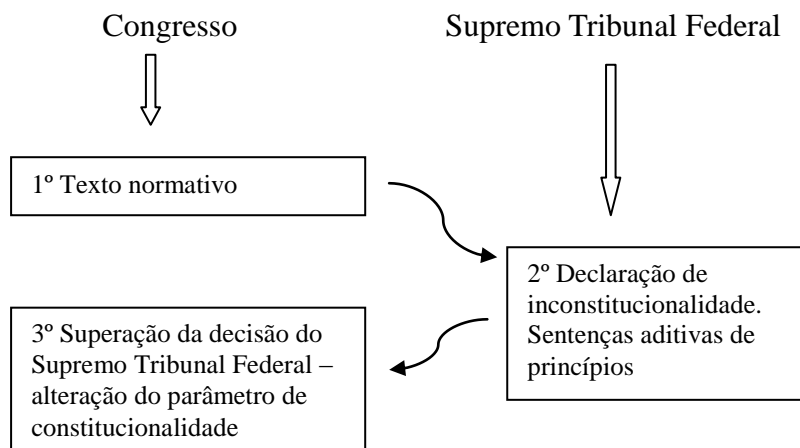 Congresso
Supremo Tribunal Federal
1º Texto normativo
2º Declaração de
inconstitucionalidade.
Sentenças aditivas de
princípios
3º Superação da decisão do
Supremo Tribunal Federal –
alteração do parâmetro de
constitucionalidade